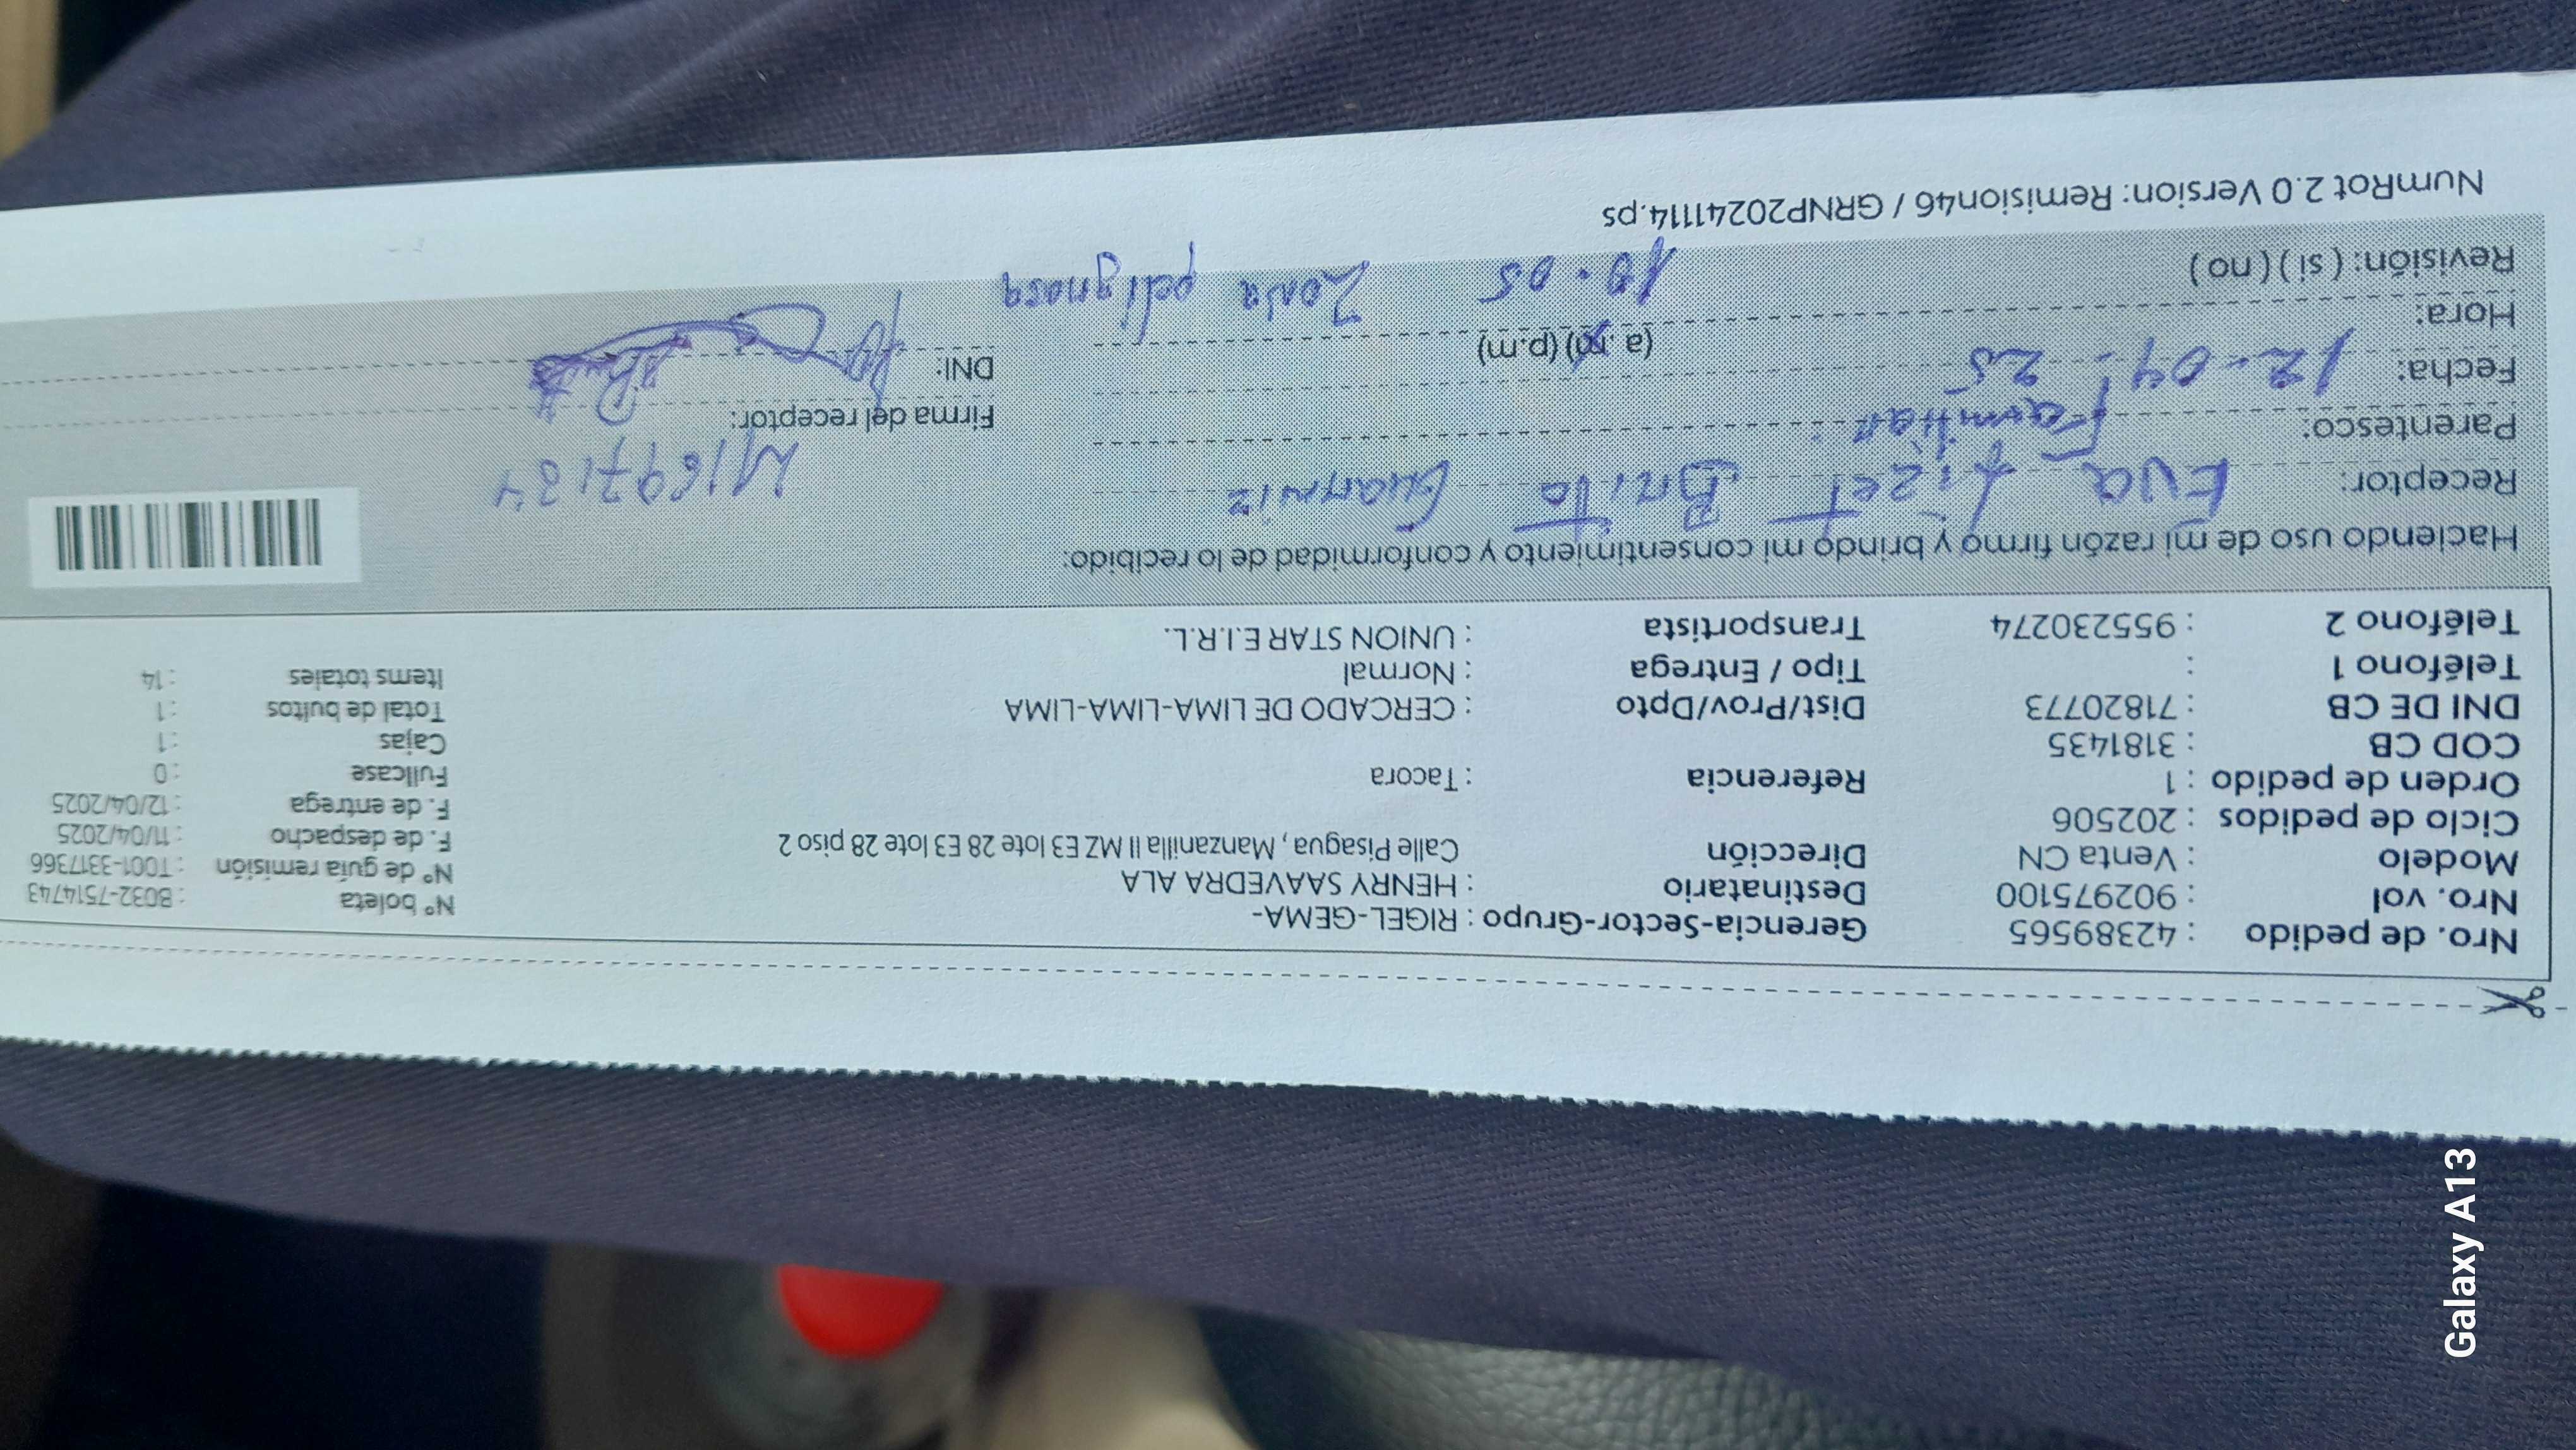 Nro. de pedido : 42389565 Gerencia-Sector-Grupo : RIGEL-GEMA- N° boleta : B032-7514743
Nro. vol : 902975100 Destinatario : HENRY SAAVEDRA ALA N° de guía remisión : T001-3317366
Modelo : Venta CN Dirección Calle Pisagua, Manzanilla II MZ E3 lote 28 E3 lote 28 piso 2 F. de despacho : 11/04/2025
Ciclo de pedidos : 202506 F. de entrega : 12/04/2025
Orden de pedido : 1 Referencia : Tacora Fullcase : 0
COD CB : 3181435 Cajas : 1
DNI DE CB : 71820773 Dist/Prov/Dpto : CERCADO DE LIMA-LIMA-LIMA Total de bultos : 1
Teléfono 1 : Tipo / Entrega : Normal Items totales : 14
Teléfono 2 : 955230274 Transportista : UNION STAR E.I.R.L.
Haciendo uso de mi razón firmo y brindo mi consentimiento y conformidad de lo recibido:
Receptor: Eva Lizet Brito
Parentesco: Familiar Firma del receptor:
Fecha: 12-04-25 DNI:
Hora: 10.05 (a.m) (p.m) Zona peligrosa
Revisión: ( si ) ( no )
NumRot 2.0 Version: Remision46 / GRNP20241114.ps
Galaxy A13